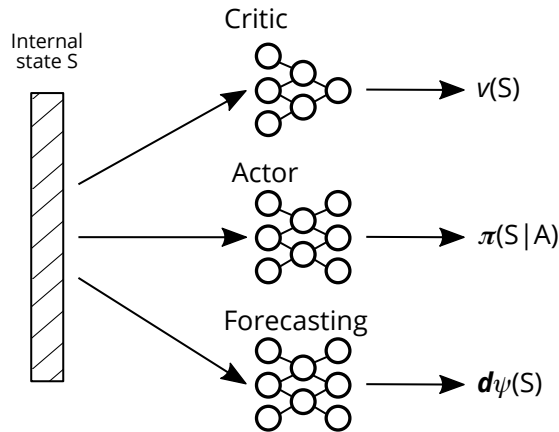 Critic
Internal
state S
v(S)
Actor
π(S|A)
Forecasting
dψ(S)